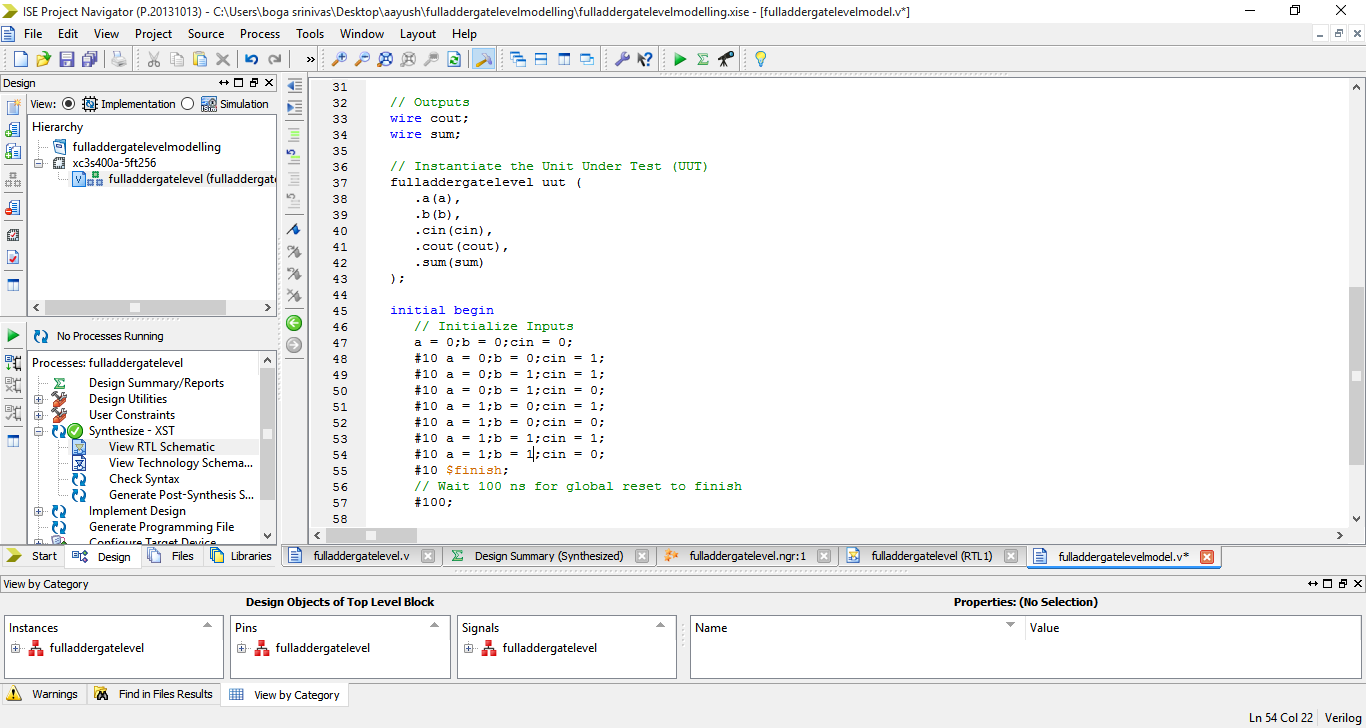 ISE Project Navigator (P.20131013) - C:\Users\boga srinivas\Desktop\aayush\fulladdergatelevelmodelling\fulladdergatelevelmodelling.xise - [fulladdergatelevelmodel.v*]
File Edit View Project Source Process Tools Window Layout Help
»
Design
View: Implementation Simulation
Hierarchy
fulladdergatelevelmodelling
xc3s400a-5ft256
fulladdergatelevel (fulladdergate
No Processes Running
Processes: fulladdergatelevel
Design Summary/Reports
Design Utilities
User Constraints
Synthesize - XST
View RTL Schematic
View Technology Schema...
Check Syntax
Generate Post-Synthesis S...
Implement Design
Generate Programming File
Configure Target Device
Start Design Files Libraries
31
32 // Outputs
33 wire cout;
34 wire sum;
35
36 // Instantiate the Unit Under Test (UUT)
37 fulladdergatelevel uut (
38 .a(a),
39 .b(b),
40 .cin(cin),
41 .cout(cout),
42 .sum(sum)
43 );
44
45 initial begin
46 // Initialize Inputs
47 a = 0;b = 0;cin = 0;
48 #10 a = 0;b = 0;cin = 1;
49 #10 a = 0;b = 1;cin = 1;
50 #10 a = 0;b = 1;cin = 0;
51 #10 a = 1;b = 0;cin = 1;
52 #10 a = 1;b = 0;cin = 0;
53 #10 a = 1;b = 1;cin = 1;
54 #10 a = 1;b = 1;cin = 0;
55 #10 $finish;
56 // Wait 100 ns for global reset to finish
57 #100;
58
fulladdergatelevel.v Design Summary (Synthesized) fulladdergatelevel.ngr:1 fulladdergatelevel (RTL1) fulladdergatelevelmodel.v*
View by Category
Design Objects of Top Level Block Properties: (No Selection)
Instances Pins Signals Name Value
fulladdergatelevel fulladdergatelevel fulladdergatelevel
Warnings Find in Files Results View by Category
Ln 54 Col 22 Verilog